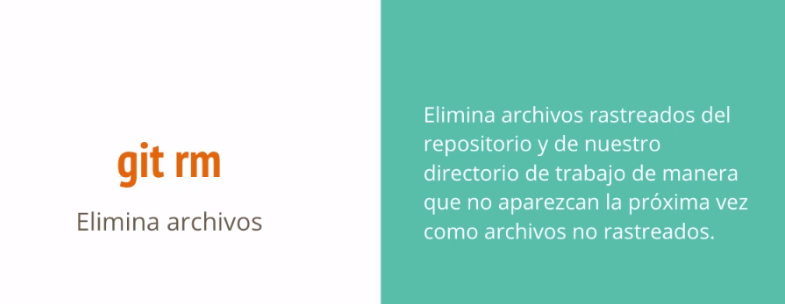 git rm
Elimina archivos
Elimina archivos rastreados del
repositorio y de nuestro
directorio de trabajo de manera
que no aparezcan la próxima vez
como archivos no rastreados.